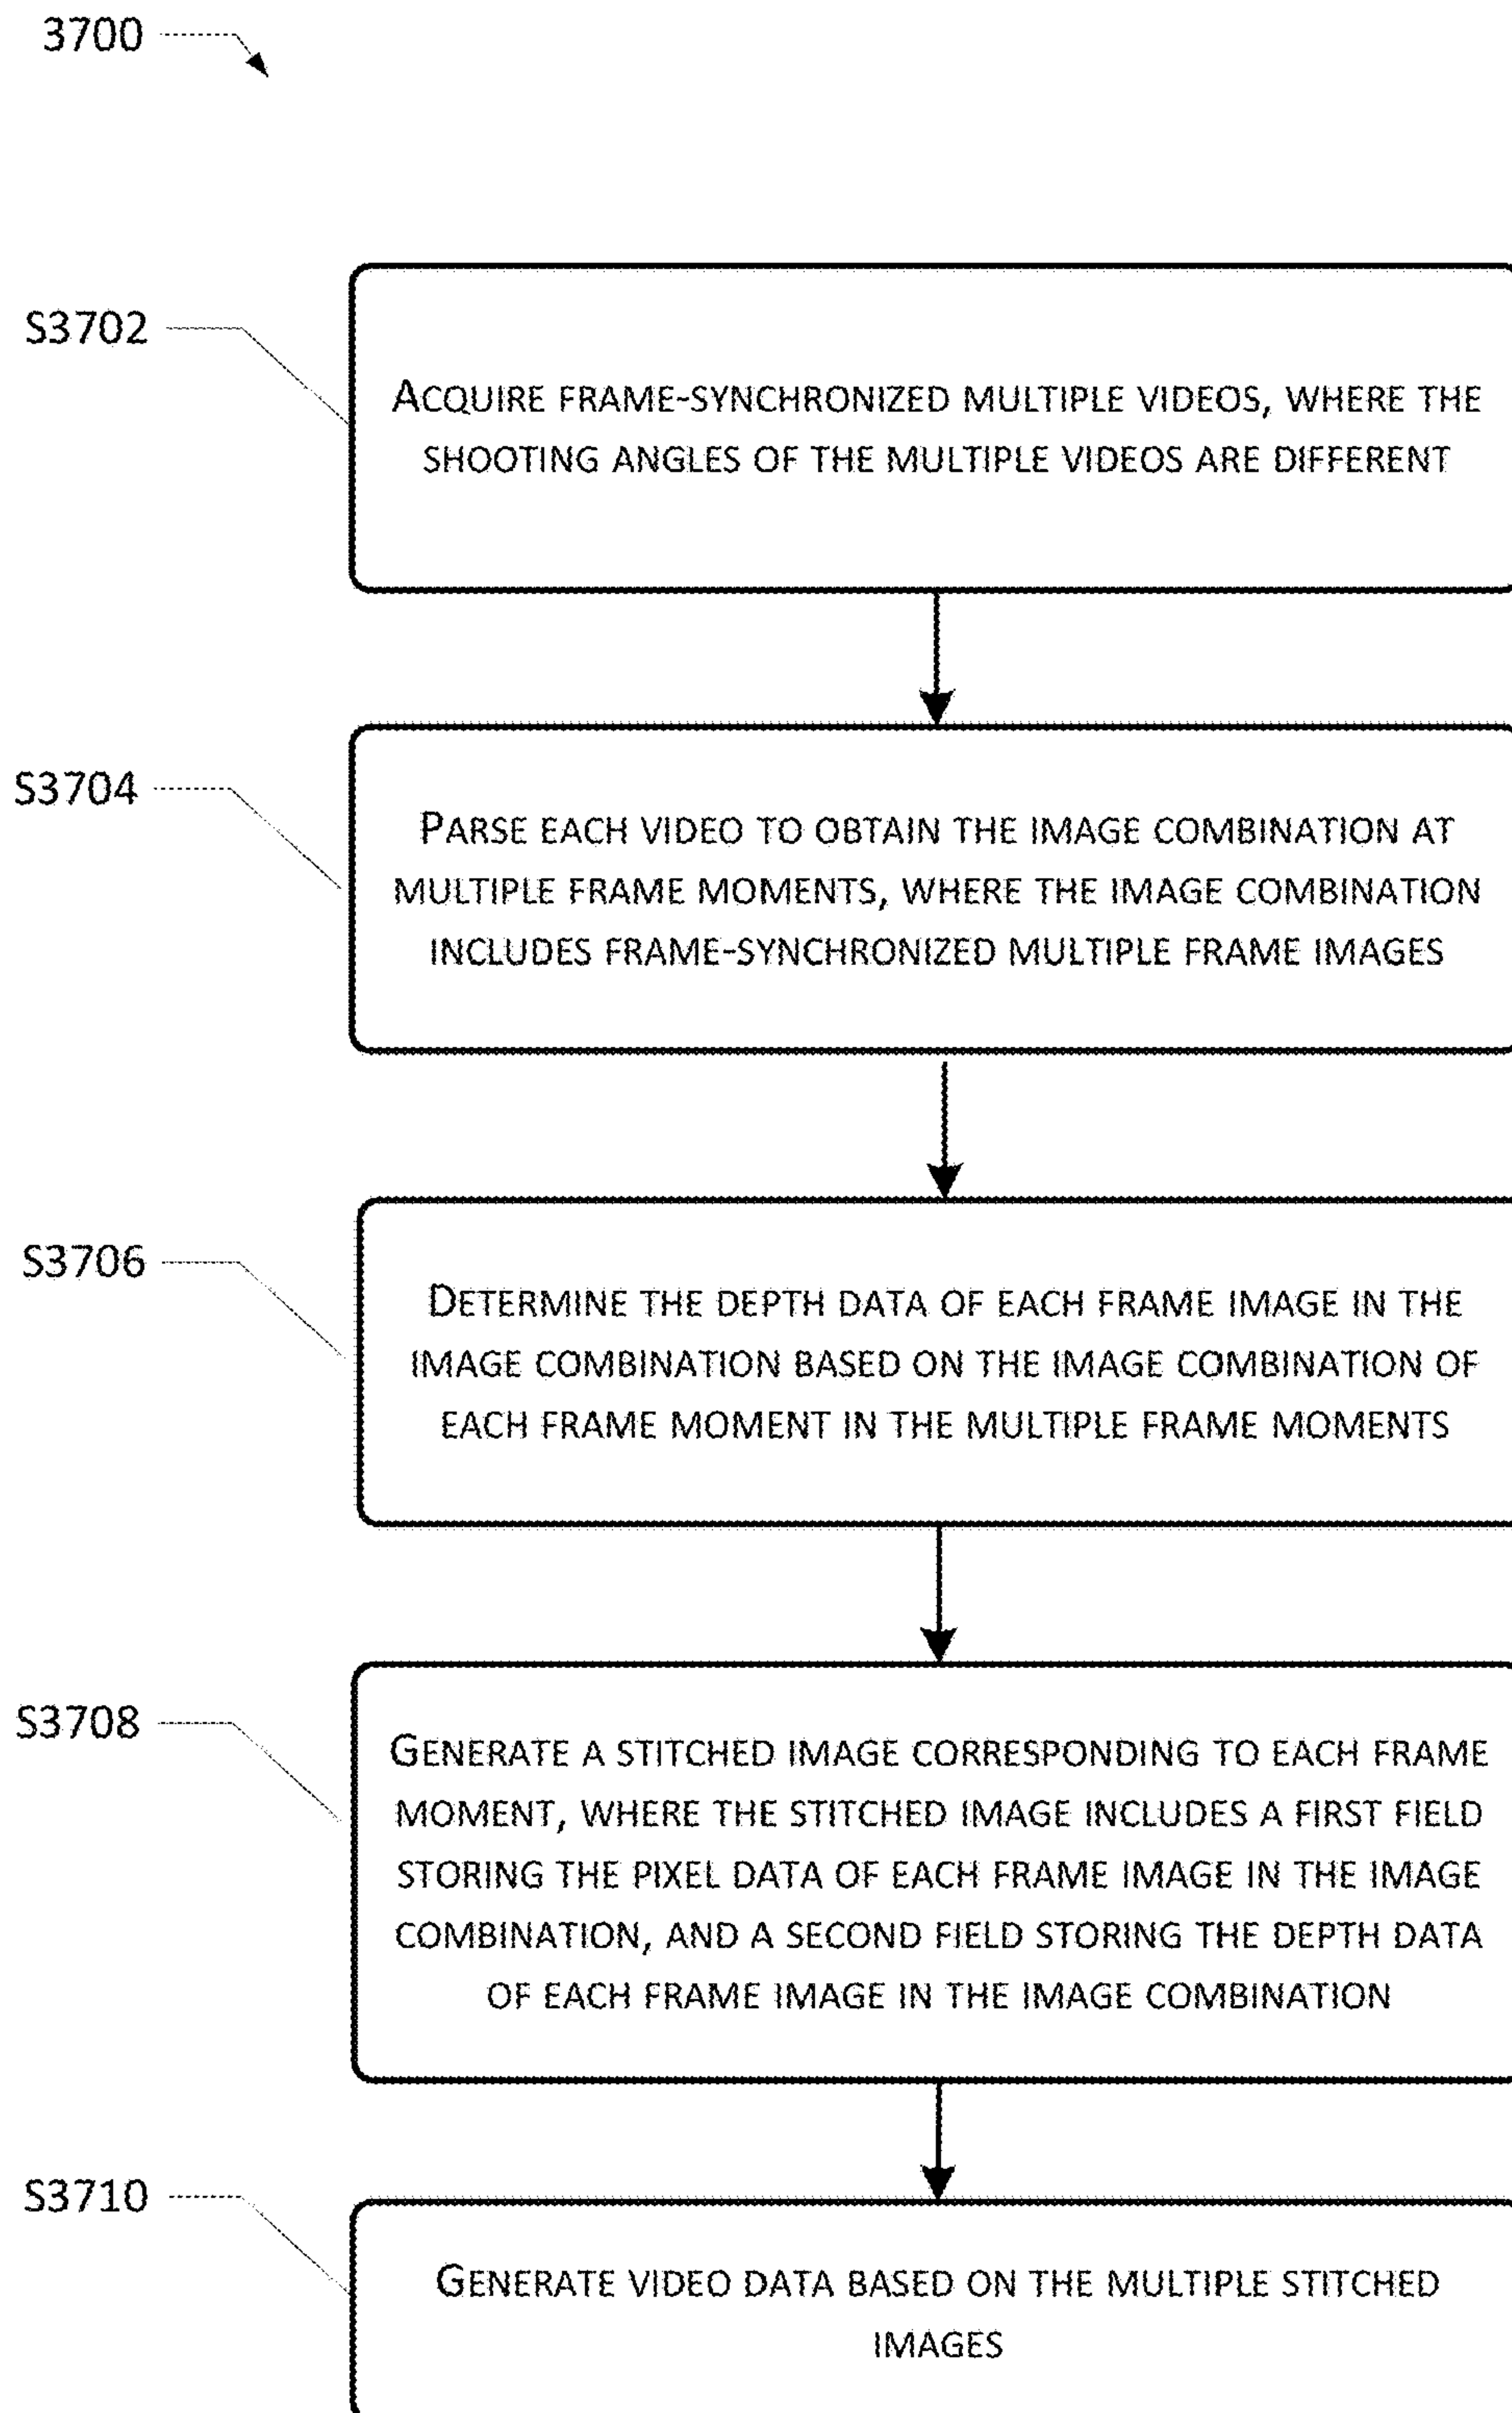 3700
S3702
ACQUIRE FRAME-SYNCHRONIZED MULTIPLE VIDEOS, WHERE THE
SHOOTING ANGLES OF THE MULTIPLE VIDEOS ARE DIFFERENT
S3704
PARSE EACH VIDEO TO OBTAIN THE IMAGE COMBINATION AT
MULTIPLE FRAME MOMENTS, WHERE THE IMAGE COMBINATION
INCLUDES FRAME-SYNCHRONIZED MULTIPLE FRAME IMAGES
S3706
DETERMINE THE DEPTH DATA OF EACH FRAME IMAGE IN THE
IMAGE COMBINATION BASED ON THE IMAGE COMBINATION OF
EACH FRAME MOMENT IN THE MULTIPLE FRAME MOMENTS
S3708
GENERATE A STITCHED IMAGE CORRESPONDING TO EACH FRAME
MOMENT, WHERE THE STITCHED IMAGE INCLUDES A FIRST FIELD
STORING THE PIXEL DATA OF EACH FRAME IMAGE IN THE IMAGE
COMBINATION, AND A SECOND FIELD STORING THE DEPTH DATA
OF EACH FRAME IMAGE IN THE IMAGE COMBINATION
S3710
GENERATE VIDEO DATA BASED ON THE MULTIPLE STITCHED
IMAGES